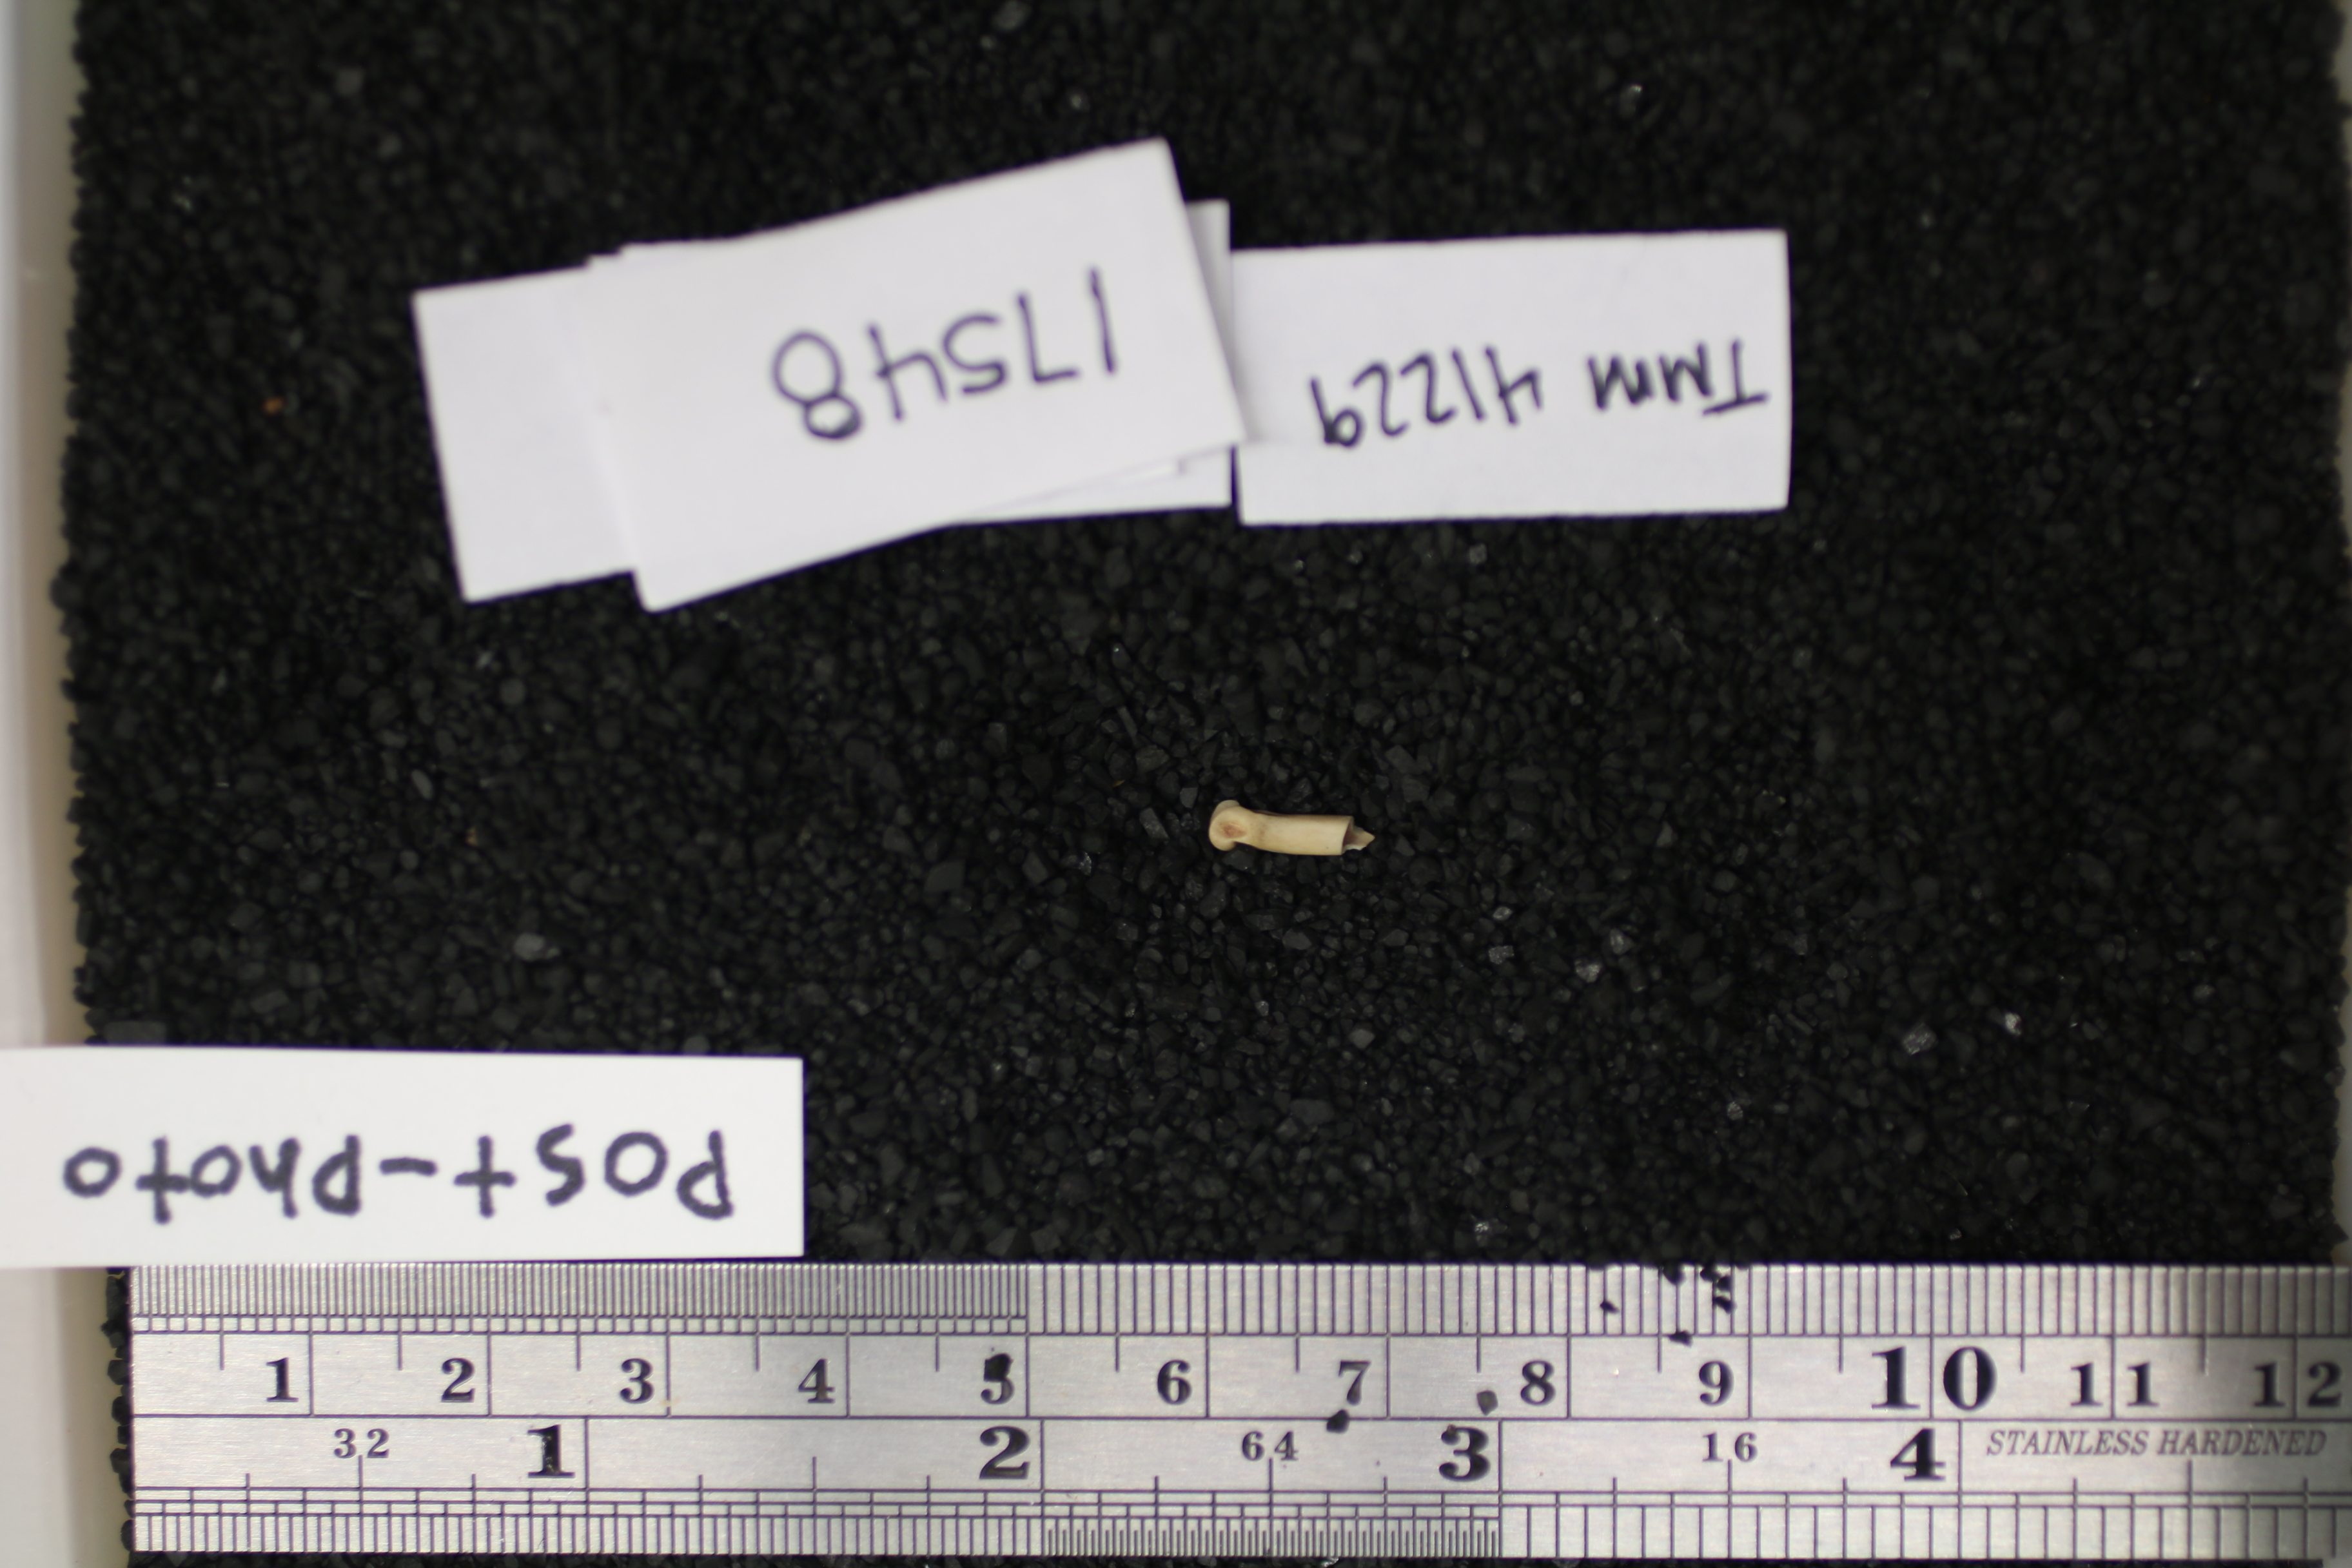 17548
TMM 41229
Post-Photo
1 2 3 4 5 6 7 8 9 10 11 12
32 1 2 64 3 16 4 STAINLESS HARDENED